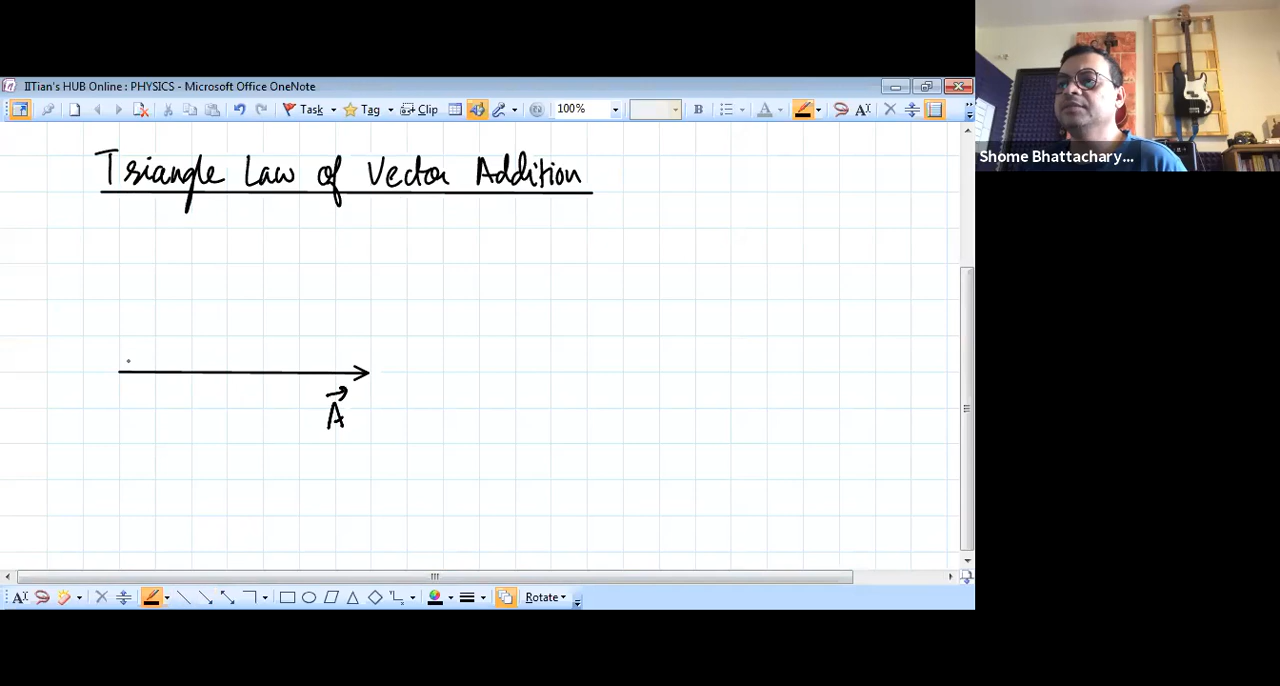 IITian's HUB Online : PHYSICS - Microsoft Office OneNote
Task Tag Clip 100% B A
Shome Bhattachary...
Triangle Law of Vector Addition
A
Rotate